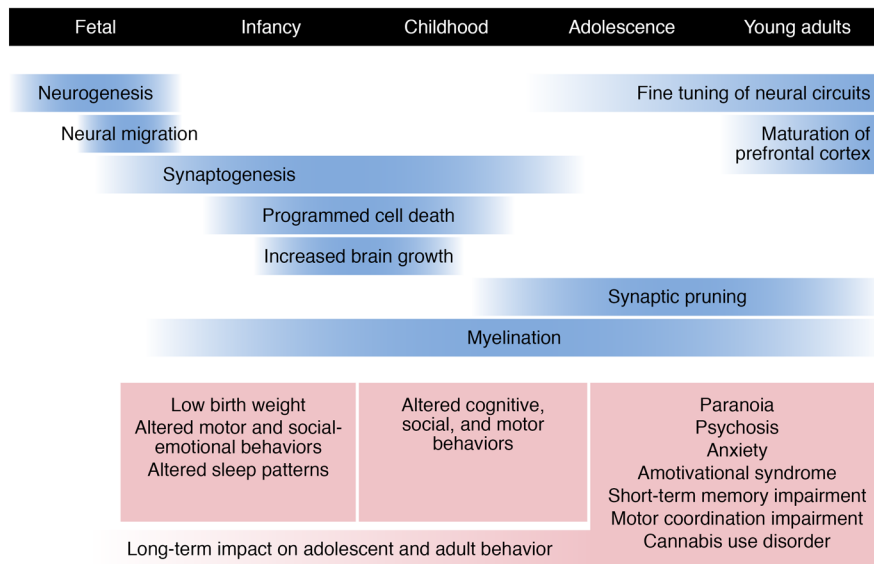 Fetal
Infancy
Childhood
Adolescence
Young adults
Neurogenesis
Fine tuning of neural circuits
Neural migration
Maturation of
prefrontal cortex
Synaptogenesis
Programmed cell death
Increased brain growth
Synaptic pruning
Myelination
Low birth weight
Altered motor and social-
emotional behaviors
Altered sleep patterns
Altered cognitive,
social, and motor
behaviors
Paranoia
Psychosis
Anxiety
Amotivational syndrome
Short-term memory impairment
Motor coordination impairment
Cannabis use disorder
Long-term impact on adolescent and adult behavior